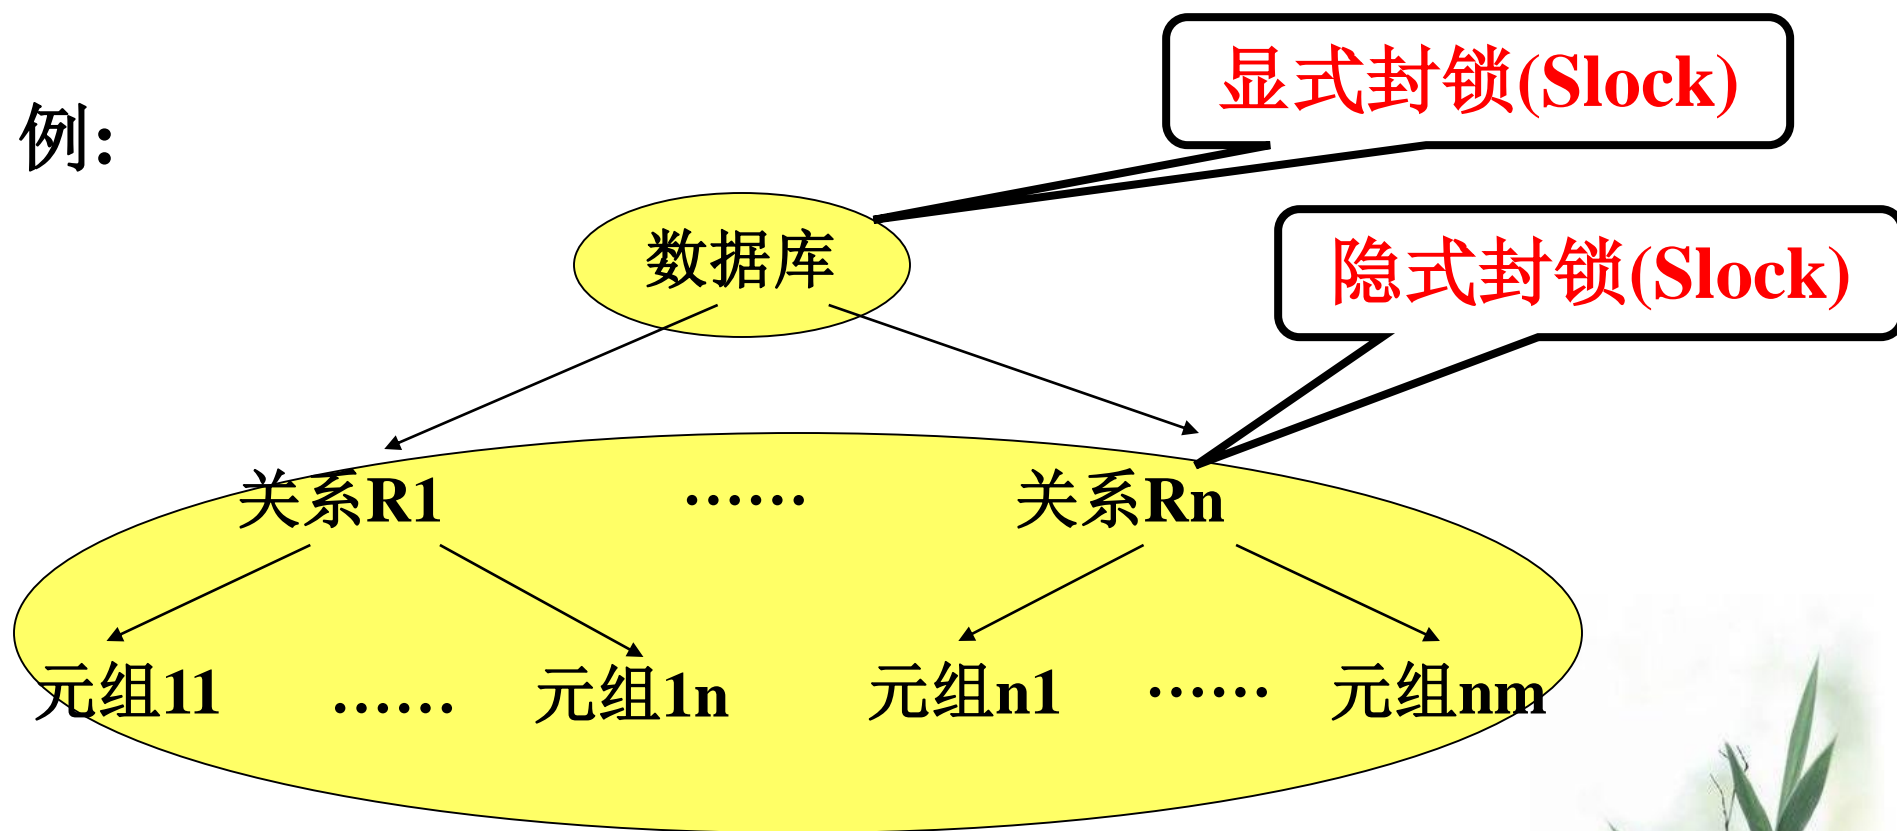 显式封锁(Slock)
例:
数据库
隐式封锁(Slock)
关系R1 …… 关系Rn
元组11 …… 元组1n 元组n1 …… 元组nm